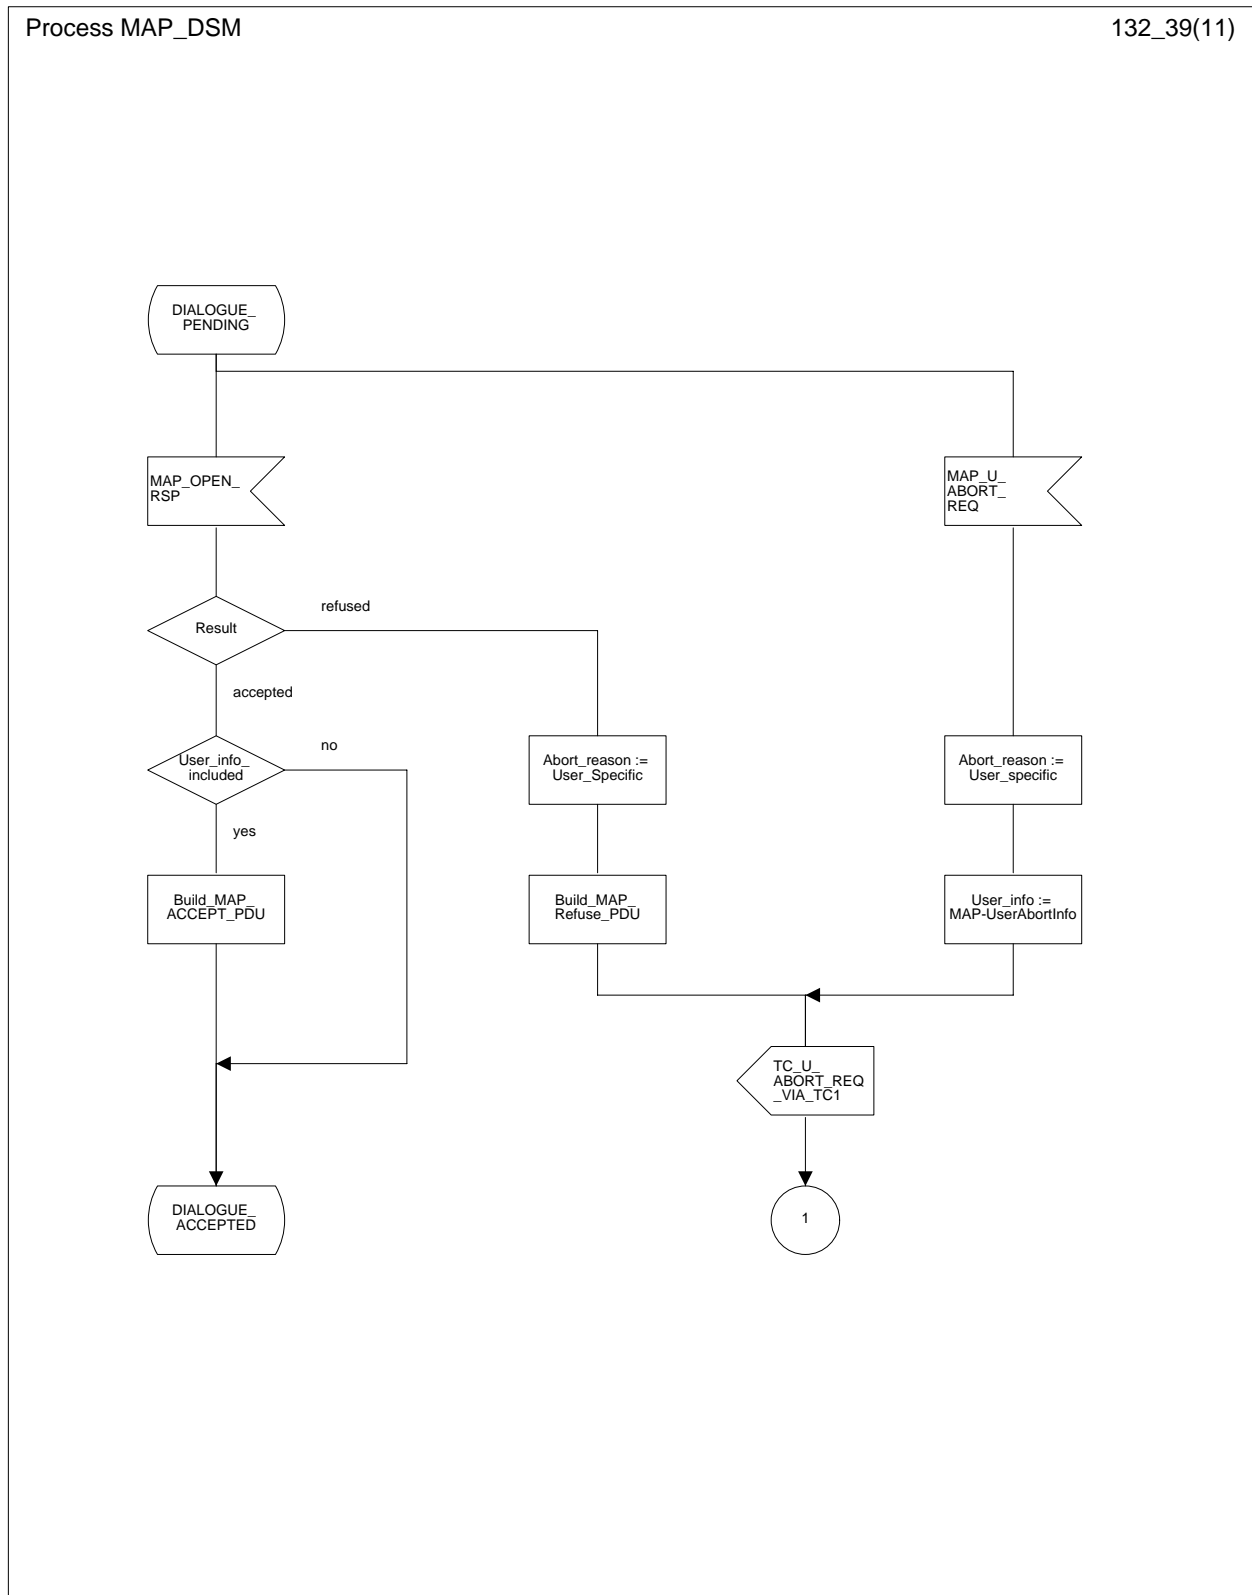 Process MAP_DSM
132_39(11)
DIALOGUE_
PENDING
MAP_OPEN_
RSP
MAP_U_
ABORT_
REQ
refused
Result
accepted
User_info_
included
no
Abort_reason :=
User_Specific
Abort_reason :=
User_specific
yes
Build_MAP_
ACCEPT_PDU
Build_MAP_
Refuse_PDU
User_info :=
MAP-UserAbortInfo
TC_U_
ABORT_REQ
_VIA_TC1
DIALOGUE_
ACCEPTED
1